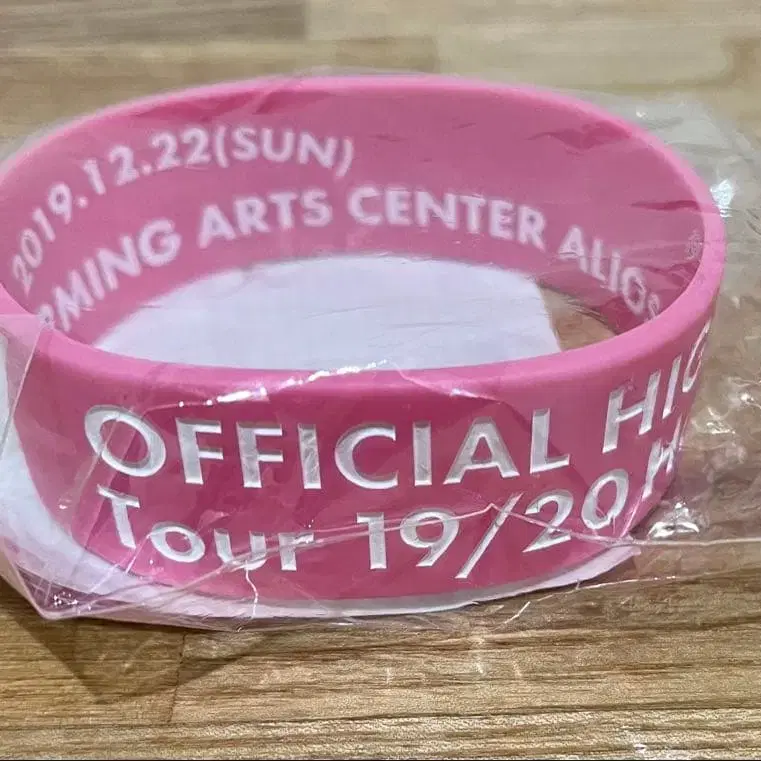 2019.12.22(SUN)
RMING ARTS CENTER ALIOS
OFFICIAL HIG
Tour 19/20 H